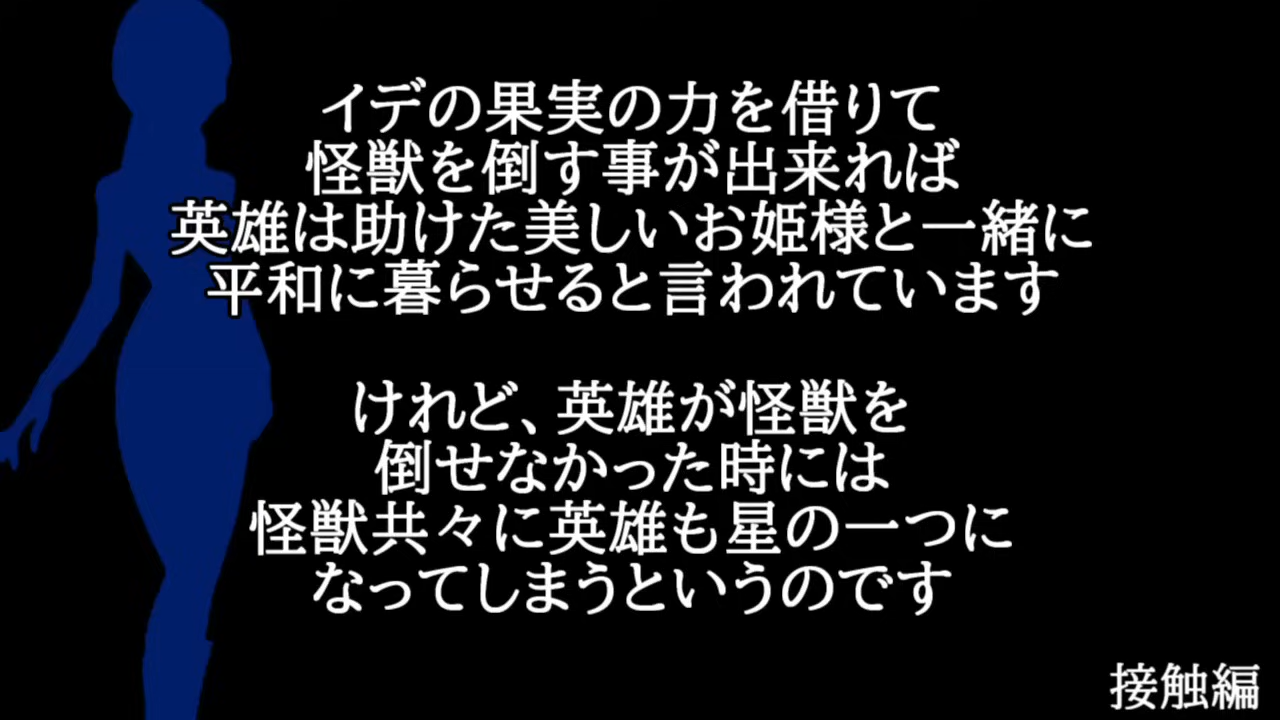 イデの果実の力を借りて
怪獣を倒す事が出来れば
英雄は助けた美しいお姫様と一緒に
平和に暮らせると言われています
けれど、英雄が怪獣を
倒せなかった時には
怪獣共々に英雄も星の一つに
なってしまうというのです
接触編